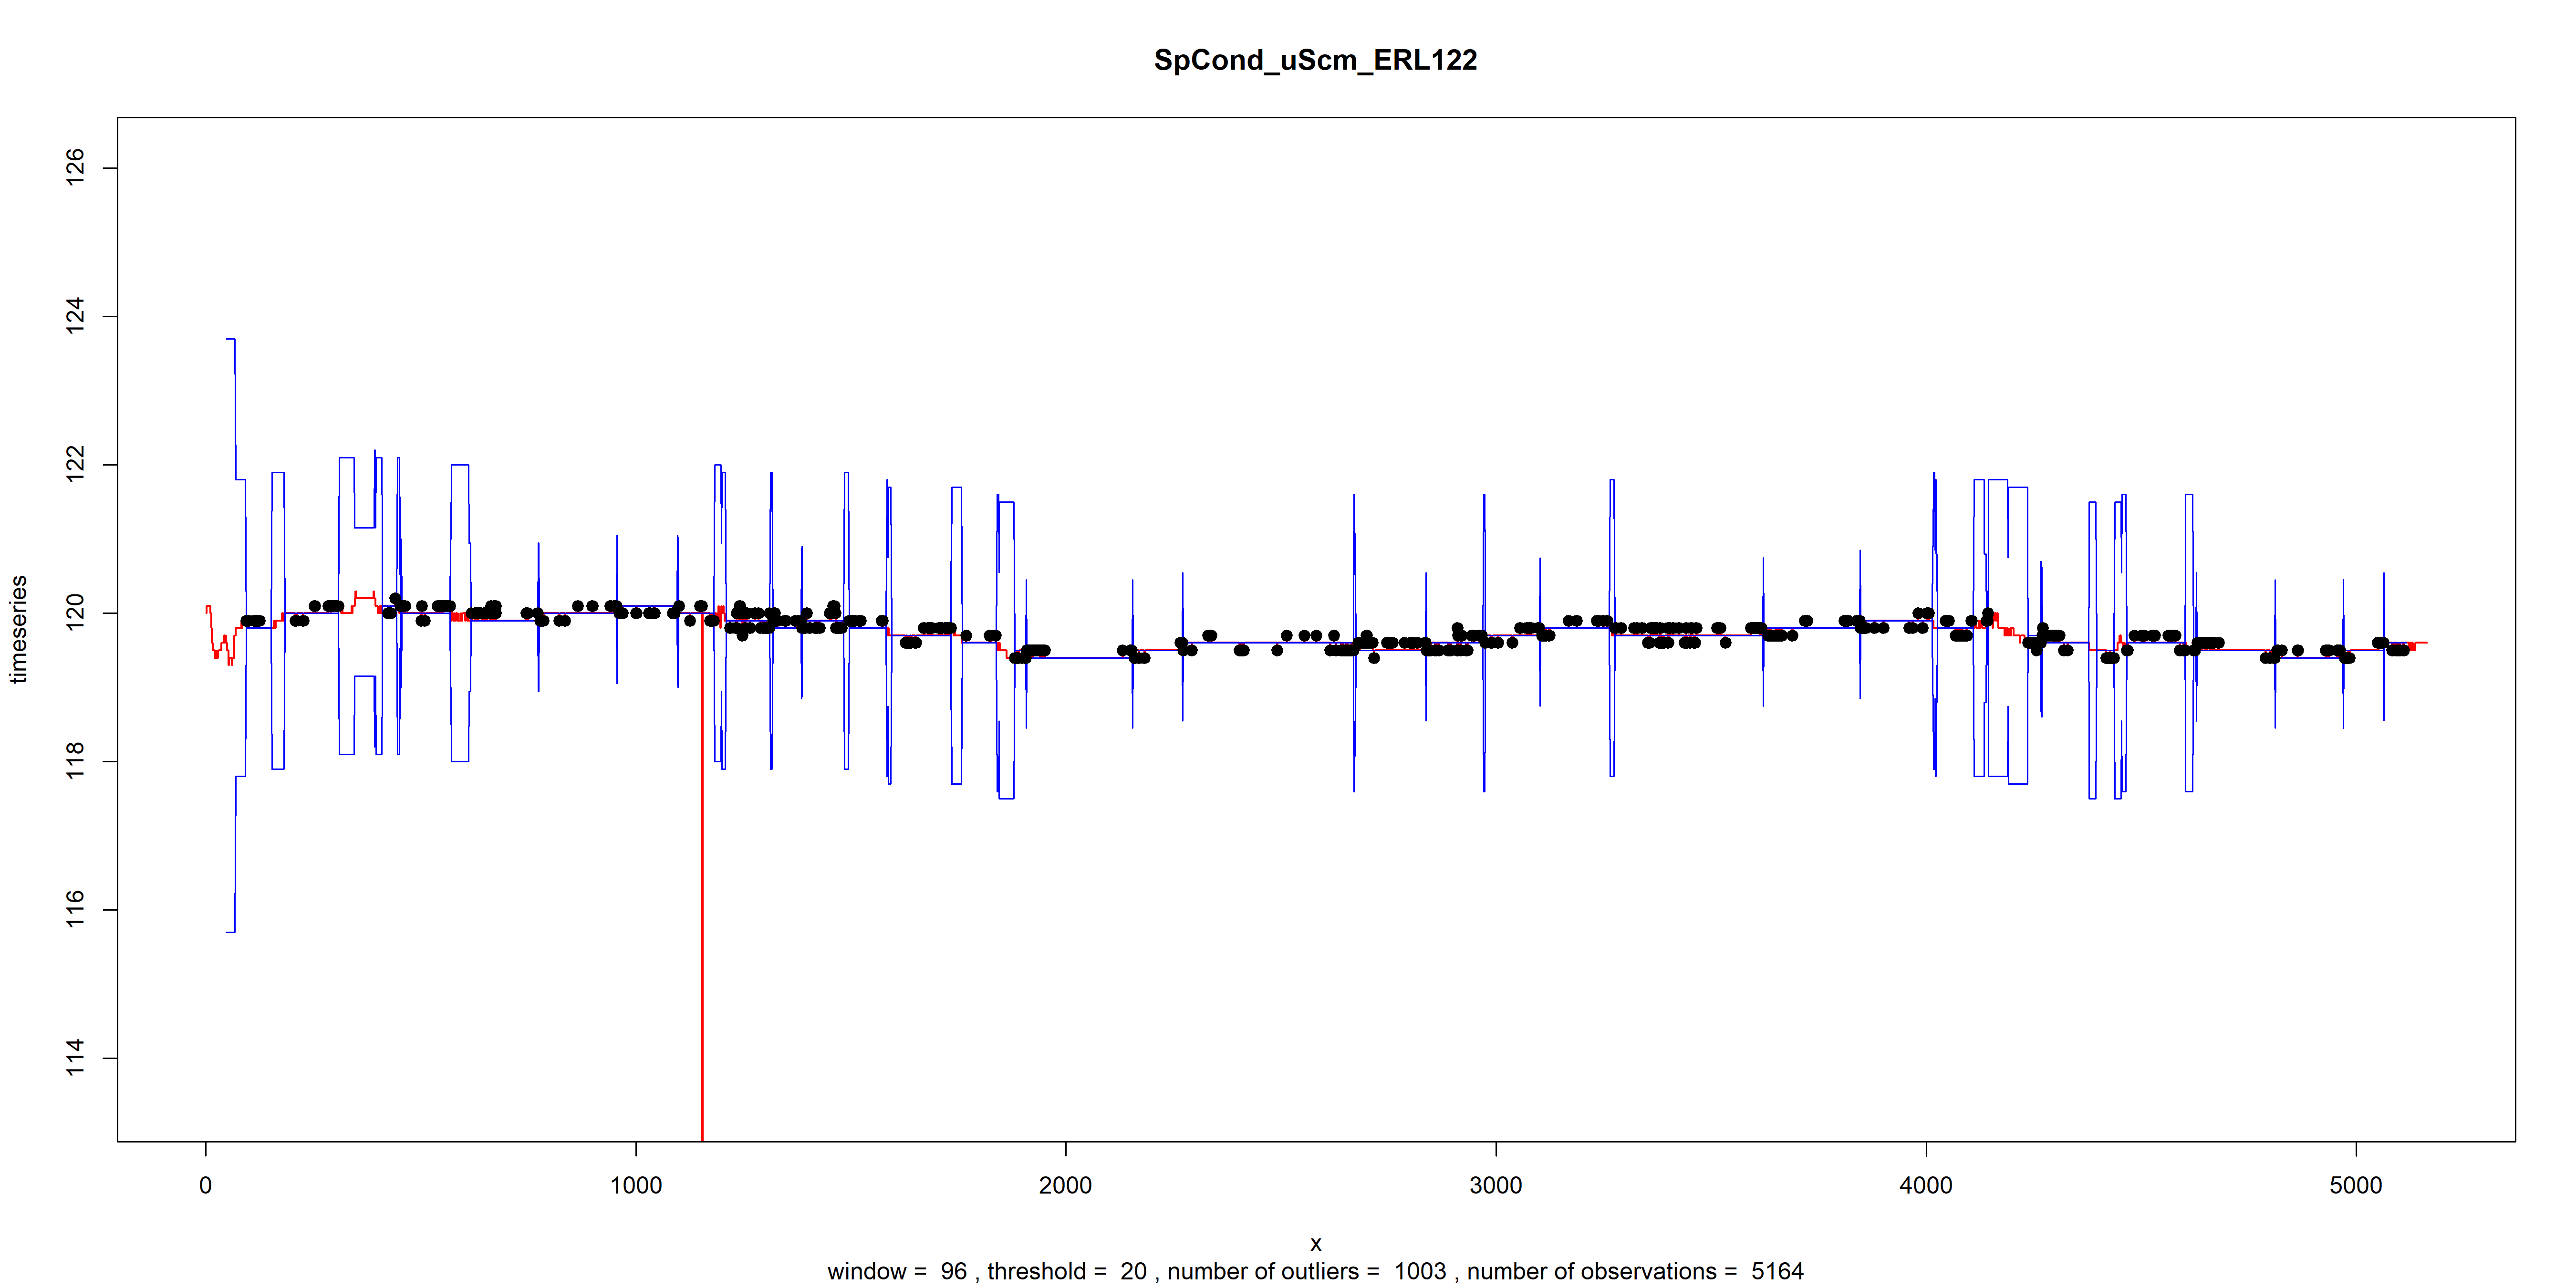 SpCond_uScm_ERL122
126
124
122
120
118
116
114
timeseries
0 1000 2000 3000 4000 5000
x
window =  96 , threshold =  20 , number of outliers =  1003 , number of observations =  5164